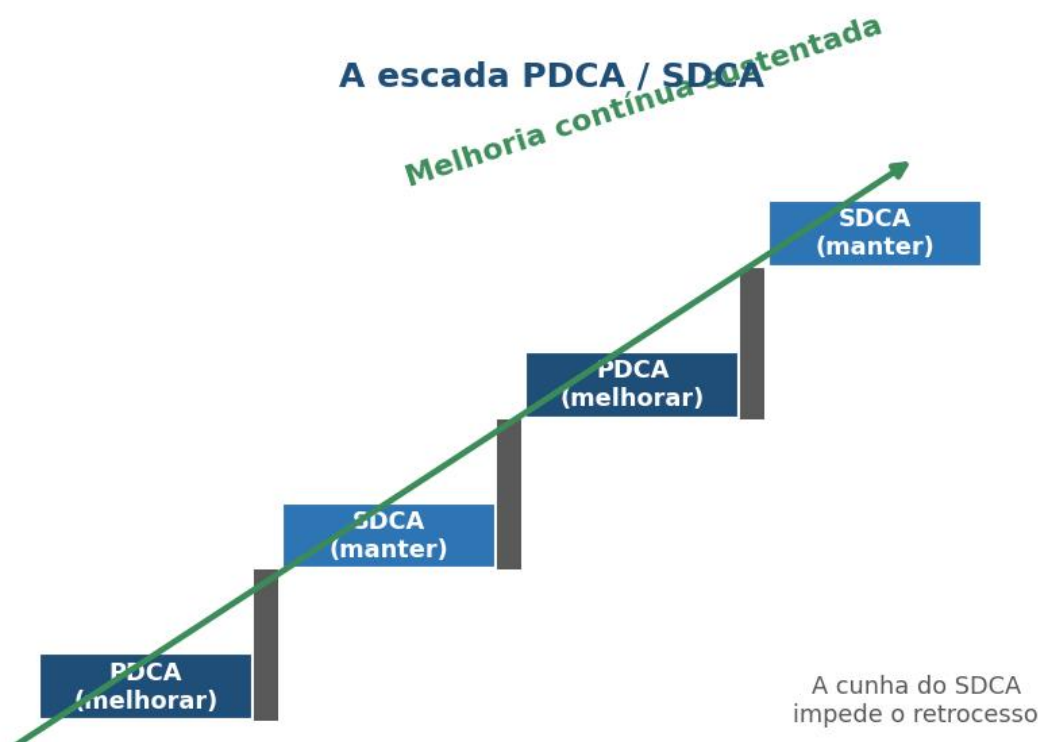 A escada PDCA / SDCA
Melhoria contínua sustentada
SDCA
(manter)
PDCA
(melhorar)
SDCA
(manter)
PDCA
(melhorar)
A cunha do SDCA
impede o retrocesso